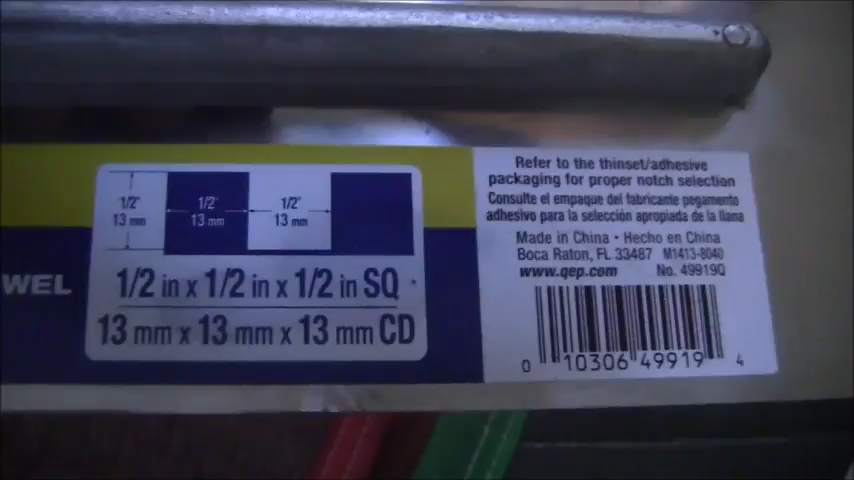 1/2"
13 mm
1/2"
13 mm
1/2"
13 mm
WEL
1/2 in x 1/2 in x 1/2 in SQ
13 mm x 13 mm x 13 mm CD
Refer to the thinset/adhesive
packaging for proper notch selection
Consulte el empaque del fabricante pegamento
adhesivo para la selección apropiada de la llana
Made in China • Hecho en China
Boca Raton, FL 33487 M1413-8040
www.qep.com No. 49919Q
0 10306 49919 4